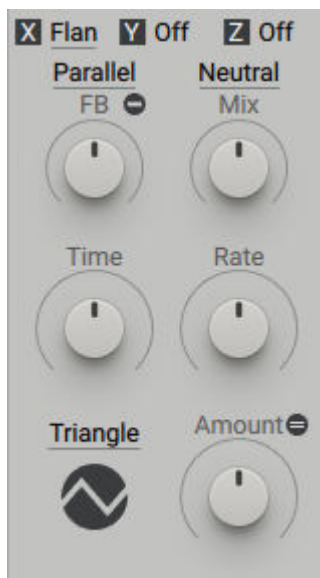 X Flan Y Off Z Off
Parallel Neutral
FB Mix
Time Rate
Triangle Amount